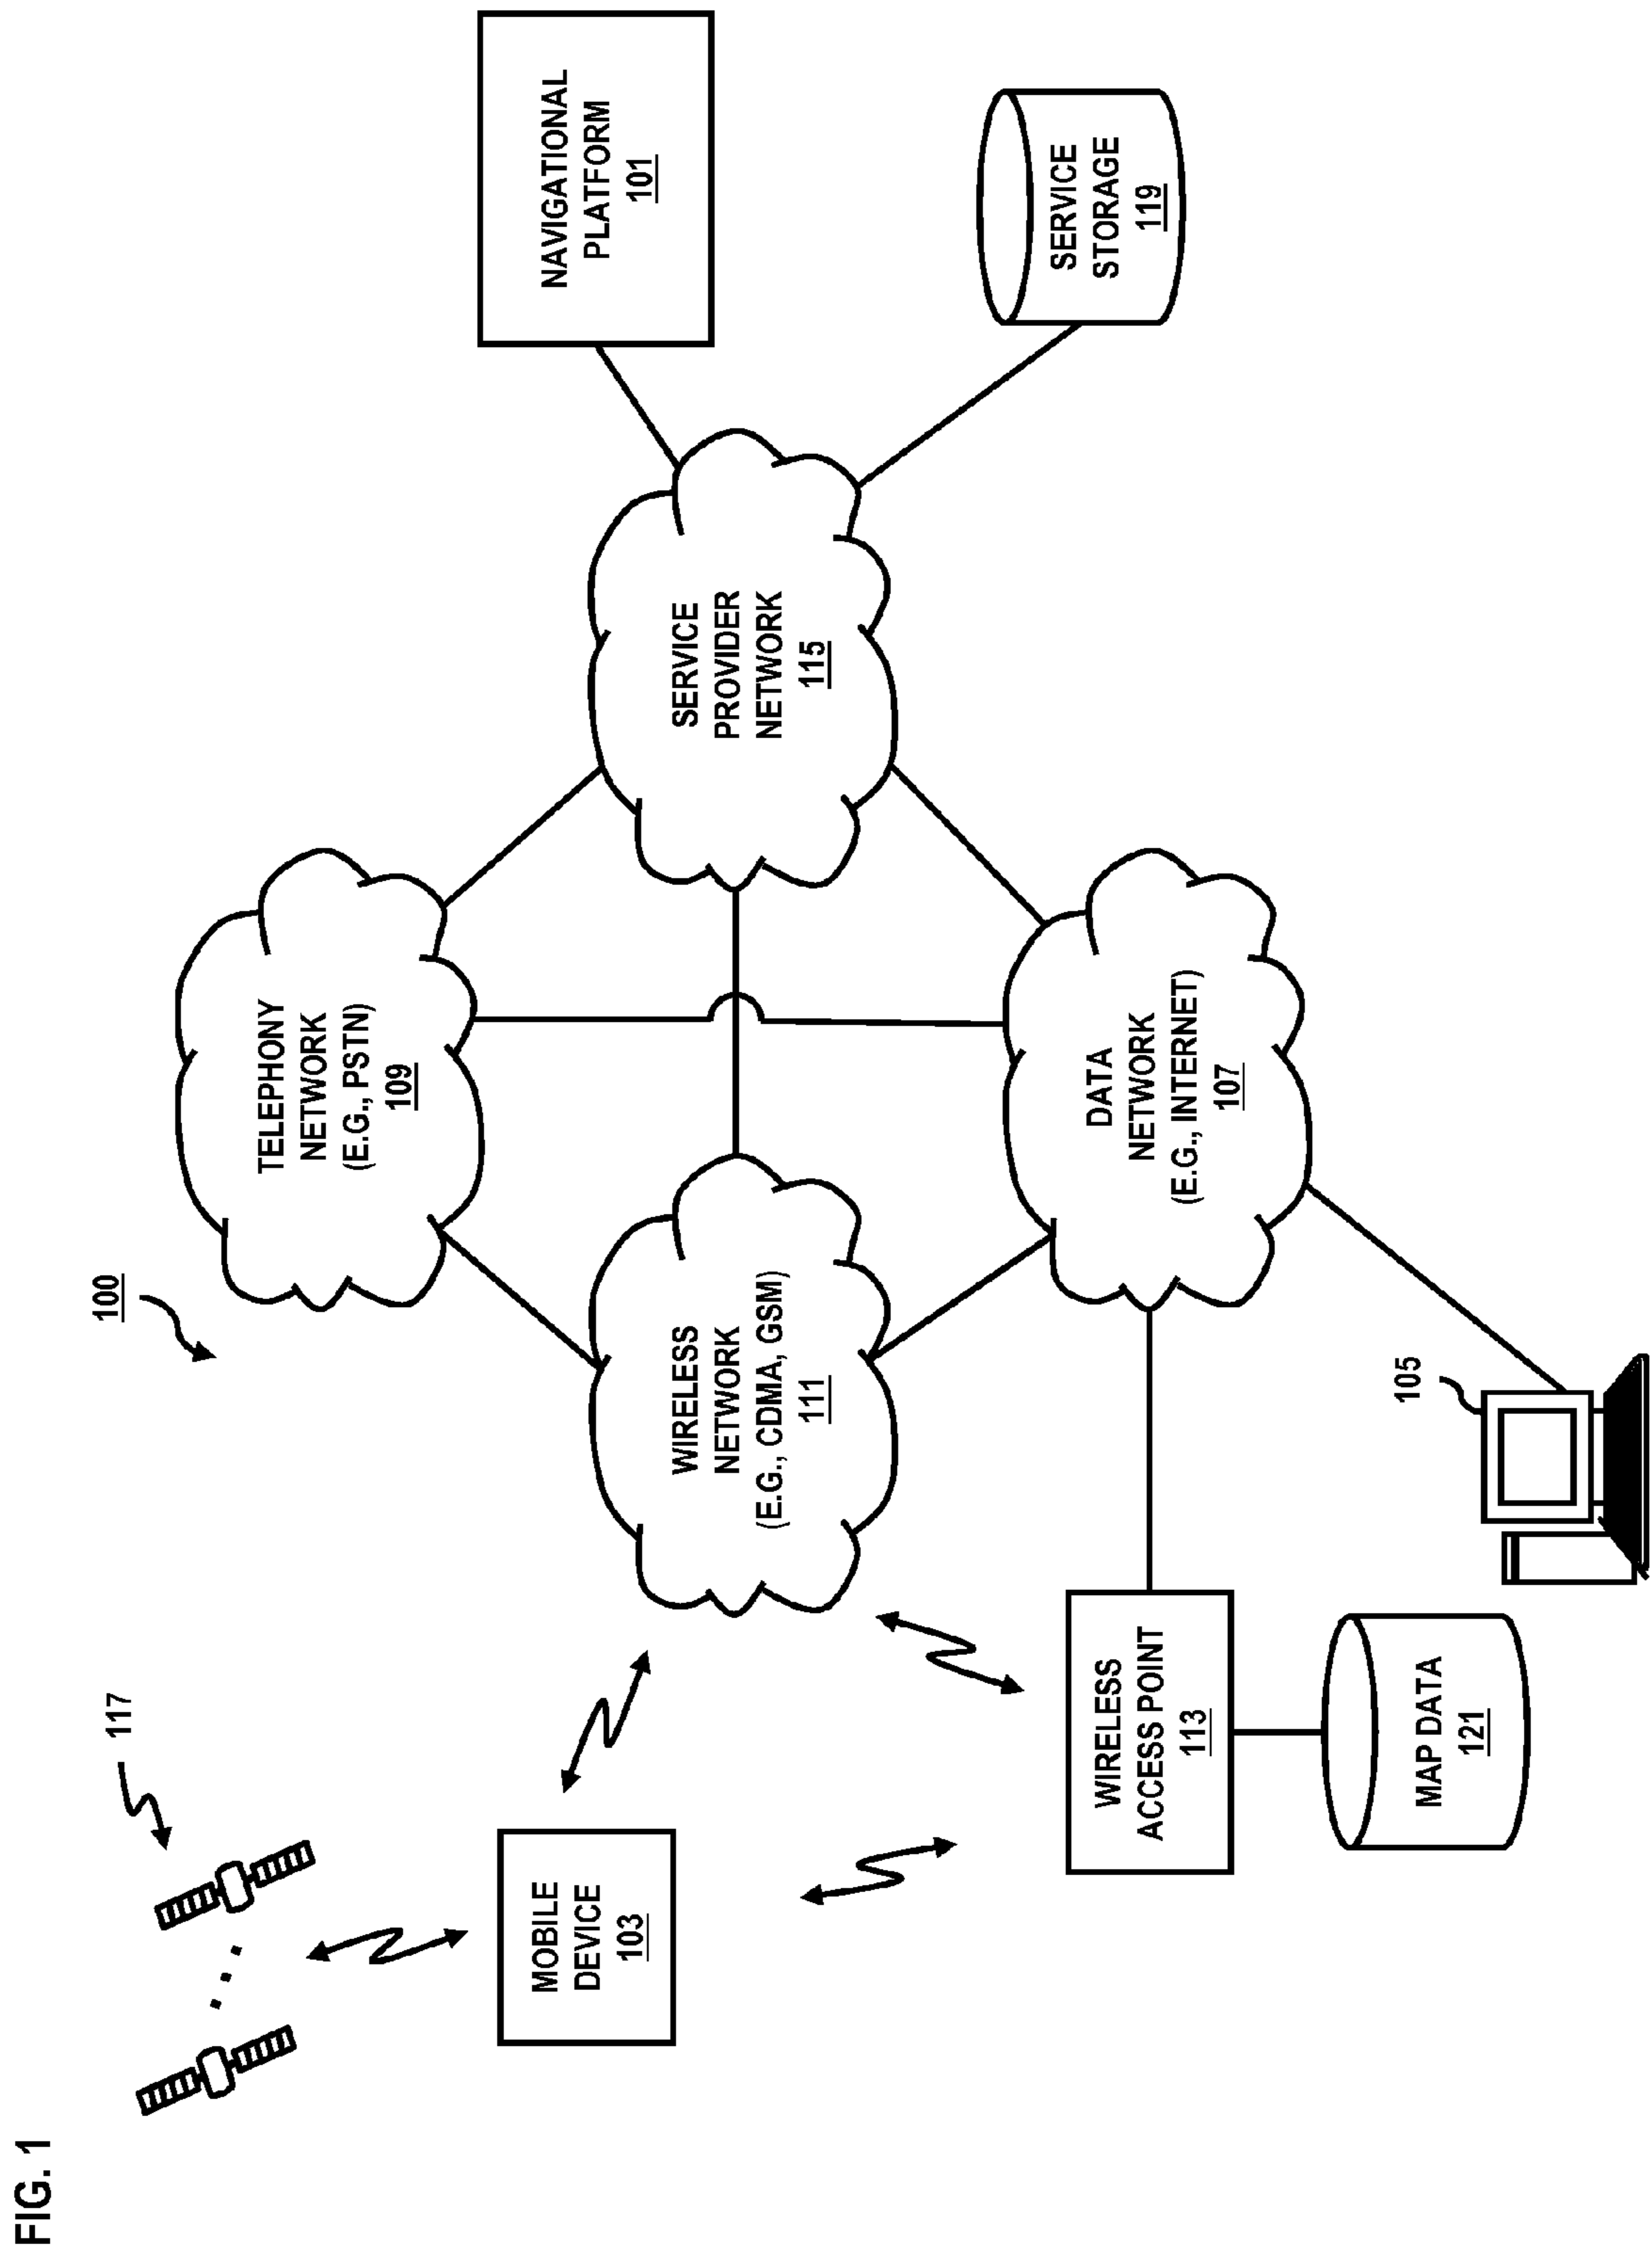 FIG. 1
100
117
TELEPHONY
NETWORK
(E.G., PSTN)
109
MOBILE
DEVICE
103
WIRELESS
NETWORK
(E.G., CDMA, GSM)
111
SERVICE
PROVIDER
NETWORK
115
NAVIGATIONAL
PLATFORM
101
WIRELESS
ACCESS POINT
113
DATA
NETWORK
(E.G., INTERNET)
107
SERVICE
STORAGE
119
MAP DATA
121
105